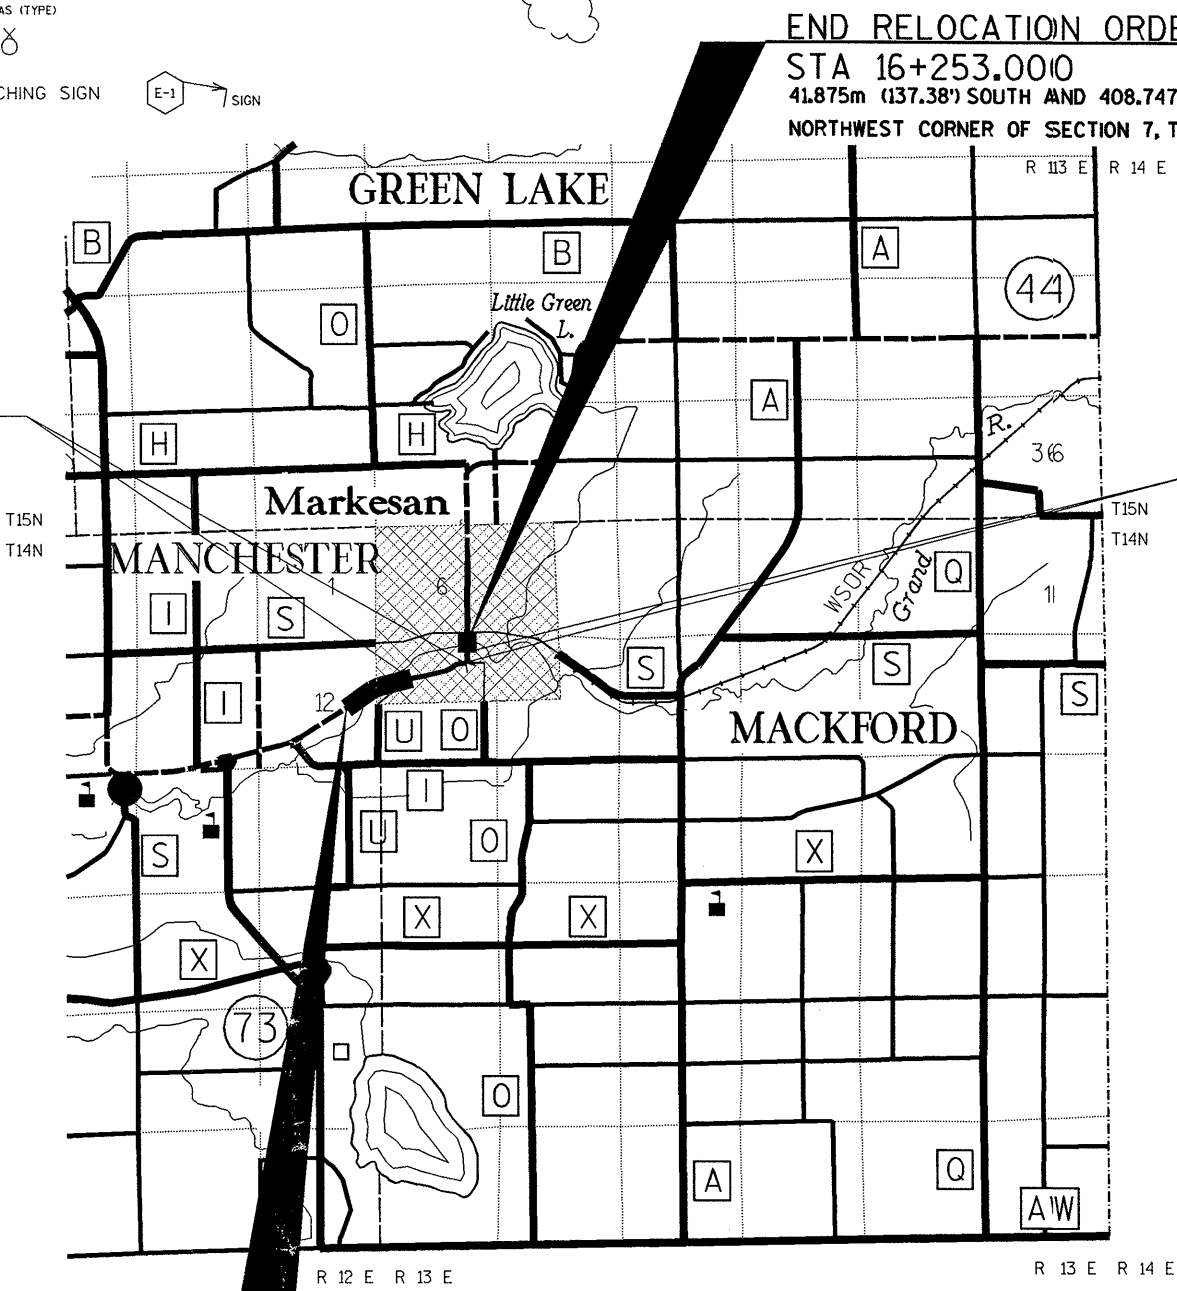 AS (TYPE)
CHING SIGN
E-1
SIGN
END RELOCATION ORDE
STA 16+253.000
41.875m (137.38') SOUTH AND 408.747
NORTHWEST CORNER OF SECTION 7, T
R 13 E R 14 E
GREEN LAKE
B
B
A
44
Little Green
L.
O
A
H
H
R.
36
Markesan
T15N
T15N
T14N
T14N
MANCHESTER
1
6
WSOR
Grand
Q
1
I
S
S
S
S
I
12
U
O
MACKFORD
I
U
O
S
X
X
X
X
73
O
A
Q
AW
R 12 E R 13 E
R 13 E R 14 E